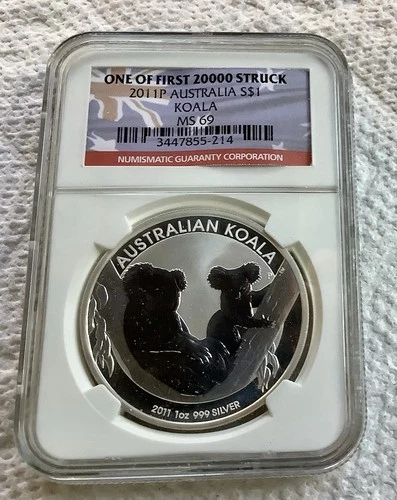 ONE OF FIRST 20000 STRUCK
2011P AUSTRALIA S$1
KOALA
MS 69
3447855-214
NUMISMATIC GUARANTY CORPORATION
AUSTRALIAN KOALA
2011 1oz 999 SILVER